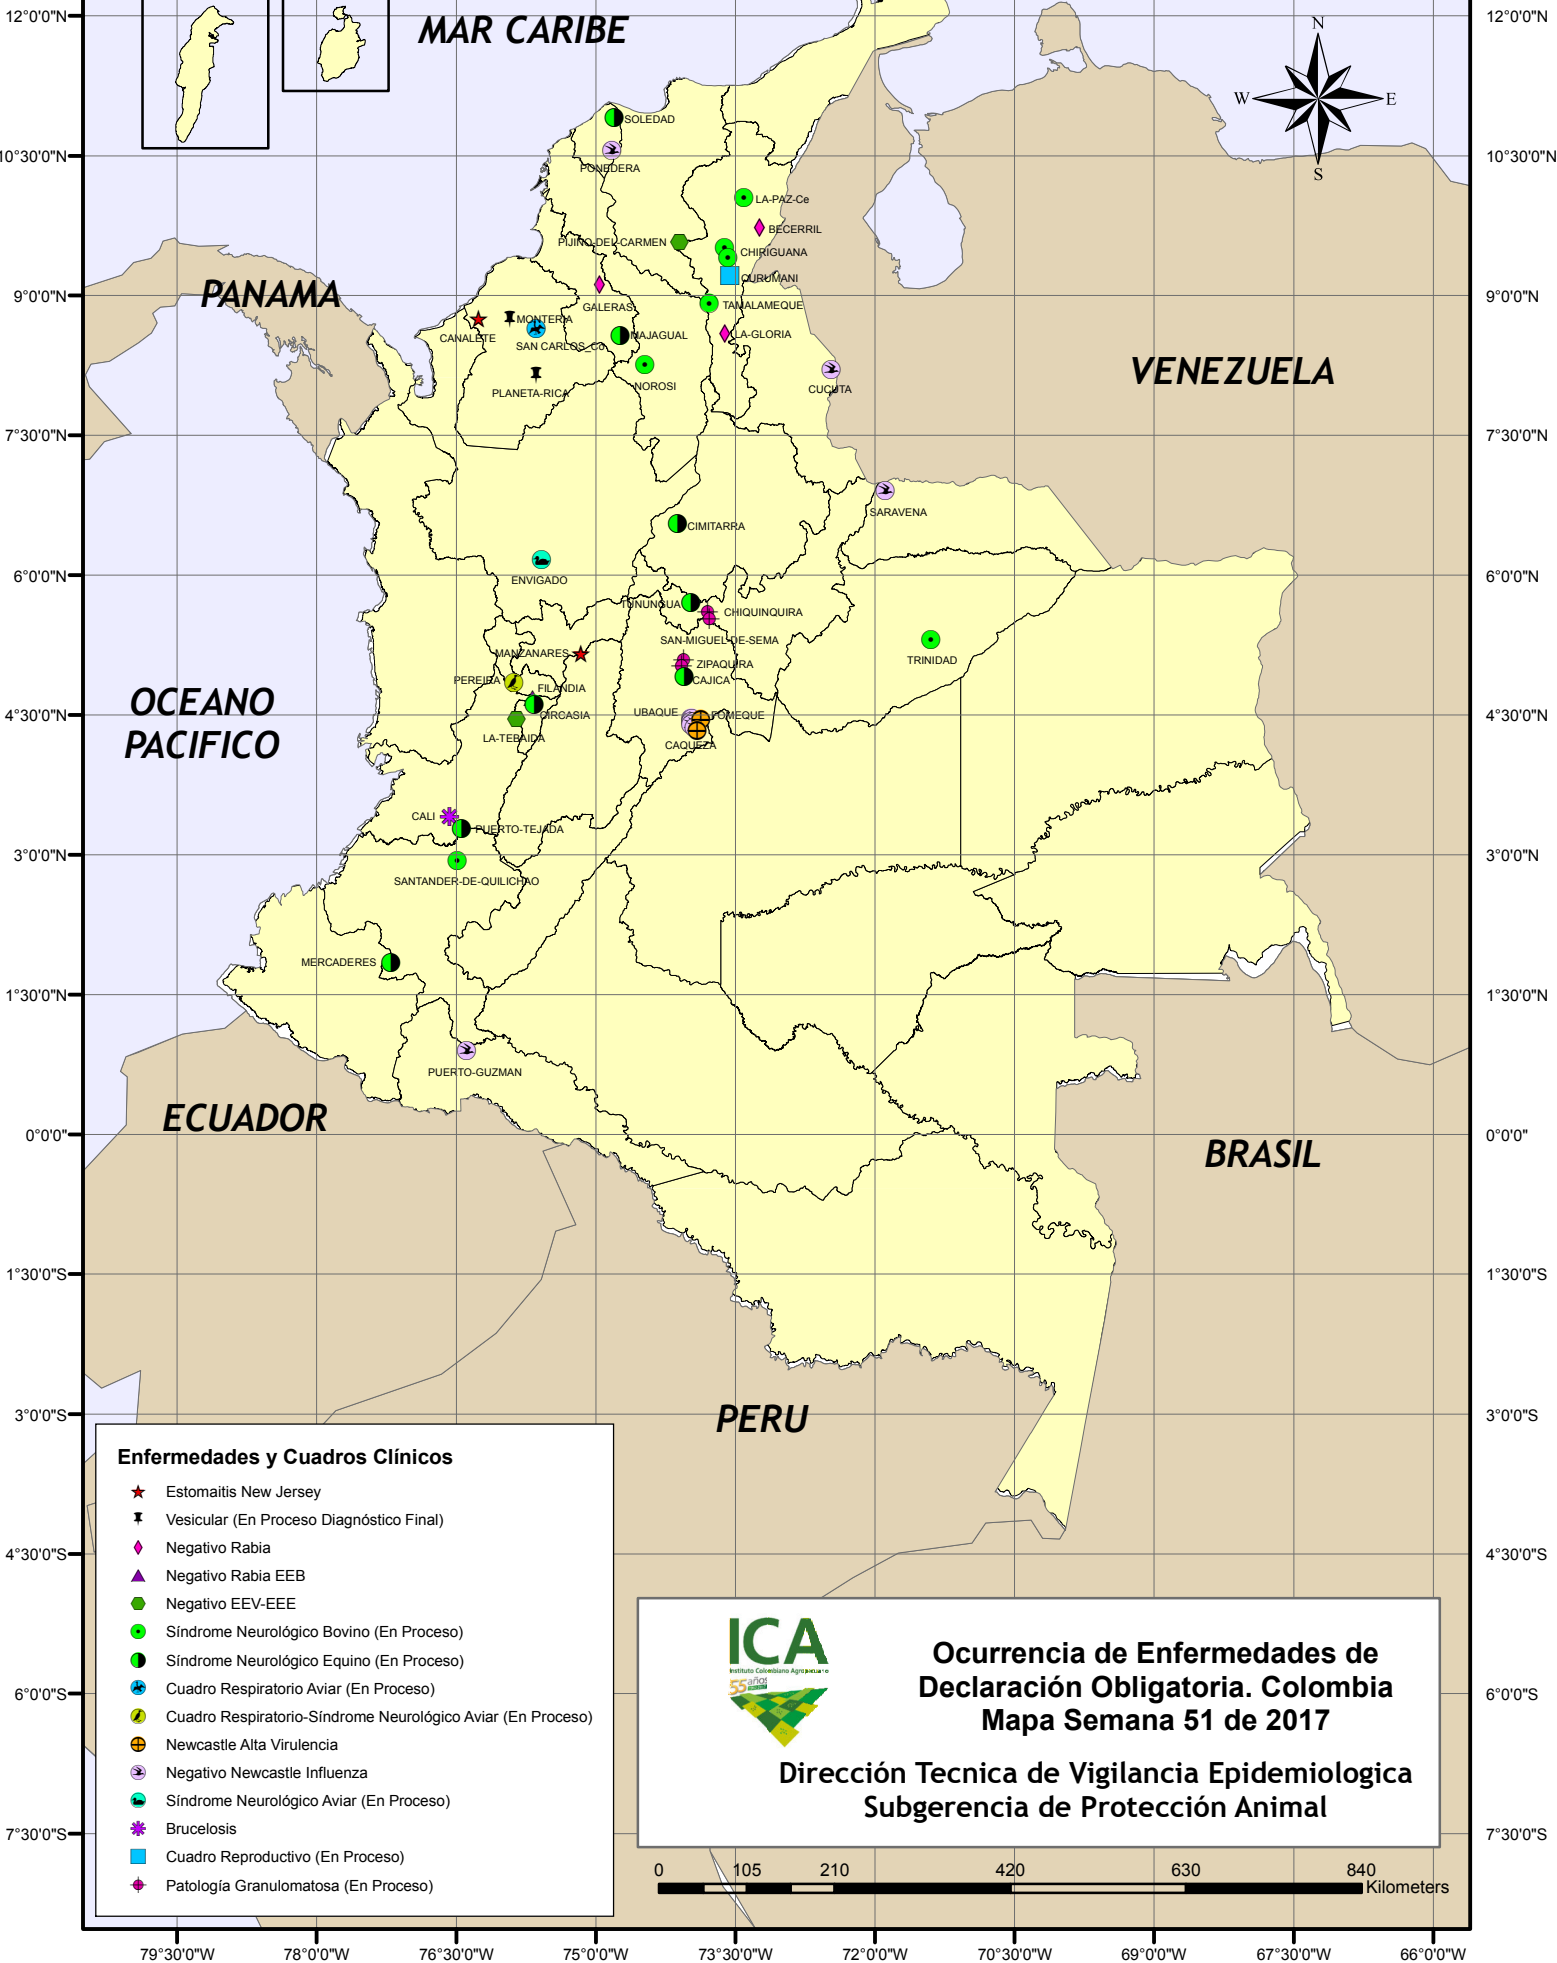 MAR CARIBE
N
W
E
S
12°0'0"N
12°0'0"N
10°30'0"N
10°30'0"N
9°0'0"N
9°0'0"N
7°30'0"N
7°30'0"N
6°0'0"N
6°0'0"N
4°30'0"N
4°30'0"N
3°0'0"N
3°0'0"N
1°30'0"N
1°30'0"N
0°0'0"
0°0'0"
1°30'0"S
1°30'0"S
3°0'0"S
3°0'0"S
4°30'0"S
4°30'0"S
6°0'0"S
6°0'0"S
7°30'0"S
7°30'0"S
SOLEDAD
PONEDERA
LA-PAZ-Ce
BECERRIL
PIJIÑO-DEL-CARMEN
CHIRIGUANA
CURUMANI
PANAMA
GALERAS
TAMALAMEQUE
MONTERIA
CANALETE
SAN CARLOS_Co
MAJAGUAL
LA-GLORIA
VENEZUELA
NOROSI
CUCUTA
PLANETA-RICA
SARAVENA
CIMITARRA
ENVIGADO
TUNUNGUA
CHIQUINQUIRA
SAN-MIGUEL-DE-SEMA
TRINIDAD
MANZANARES
ZIPAQUIRA
PEREIRA
CAJICA
FILANDIA
OCEANO
PACIFICO
CIRCASIA
UBAQUE
FOMEQUE
LA-TEBAIDA
CAQUEZA
CALI
PUERTO-TEJADA
SANTANDER-DE-QUILICHAO
MERCADERES
PUERTO-GUZMAN
ECUADOR
BRASIL
PERU
Enfermedades y Cuadros Clínicos
Estomaitis New Jersey
Vesicular (En Proceso Diagnóstico Final)
Negativo Rabia
Negativo Rabia EEB
Negativo EEV-EEE
Síndrome Neurológico Bovino (En Proceso)
Síndrome Neurológico Equino (En Proceso)
Cuadro Respiratorio Aviar (En Proceso)
Cuadro Respiratorio-Síndrome Neurológico Aviar (En Proceso)
Newcastle Alta Virulencia
Negativo Newcastle Influenza
Síndrome Neurológico Aviar (En Proceso)
Brucelosis
Cuadro Reproductivo (En Proceso)
Patología Granulomatosa (En Proceso)
ICA
Instituto Colombiano Agropecuario
55 años
Ocurrencia de Enfermedades de
Declaración Obligatoria. Colombia
Mapa Semana 51 de 2017
Dirección Tecnica de Vigilancia Epidemiologica
Subgerencia de Protección Animal
0 105 210 420 630 840
Kilometers
79°30'0"W 78°0'0"W 76°30'0"W 75°0'0"W 73°30'0"W 72°0'0"W 70°30'0"W 69°0'0"W 67°30'0"W 66°0'0"W